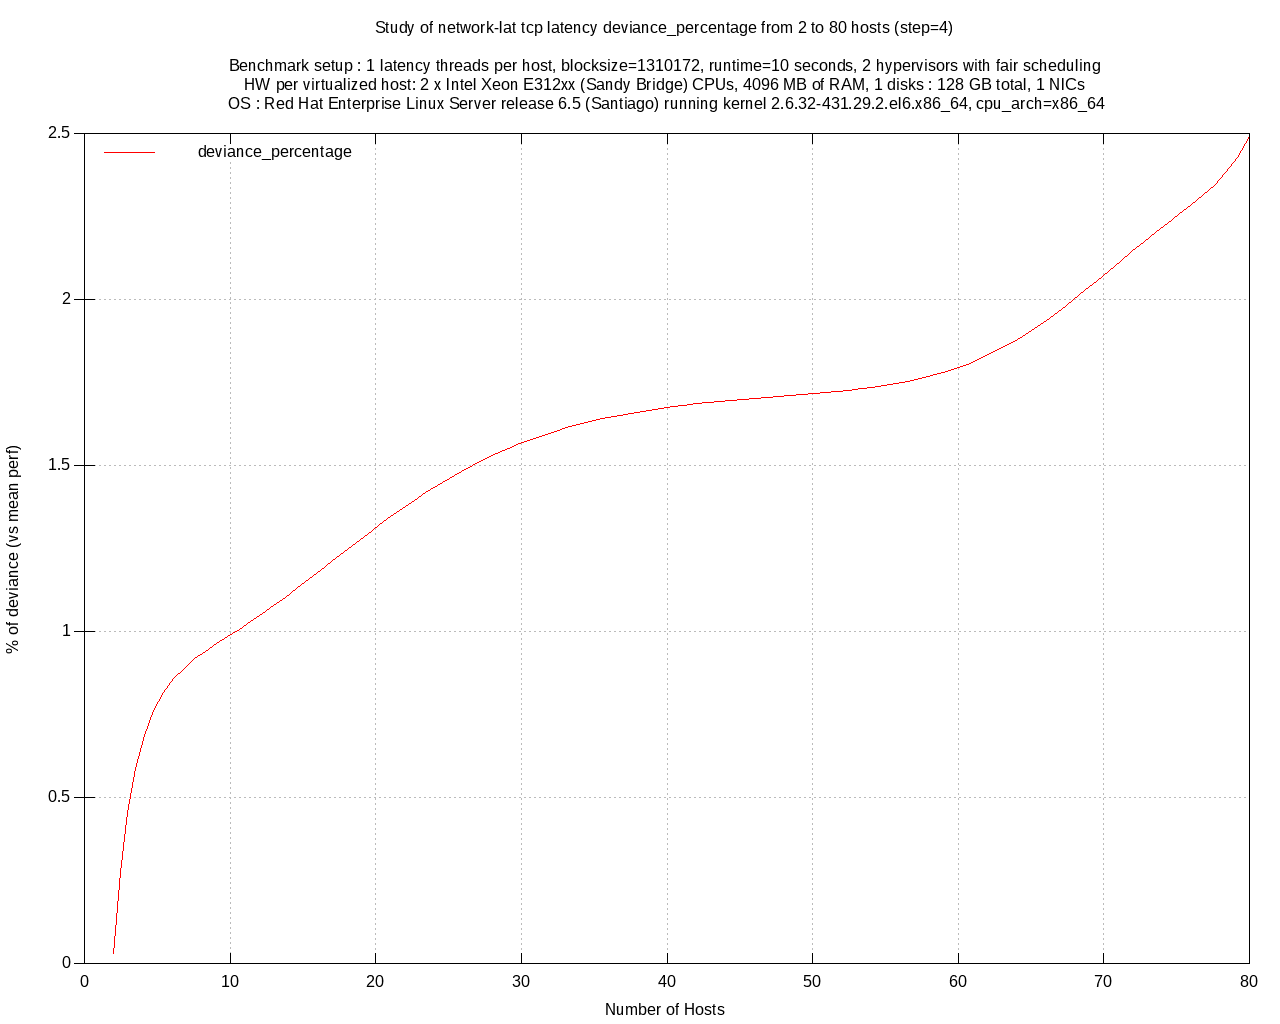 Study of network-lat tcp latency deviance_percentage from 2 to 80 hosts (step=4)
Benchmark setup : 1 latency threads per host, blocksize=1310172, runtime=10 seconds, 2 hypervisors with fair scheduling
HW per virtualized host: 2 x Intel Xeon E312xx (Sandy Bridge) CPUs, 4096 MB of RAM, 1 disks : 128 GB total, 1 NICs
OS : Red Hat Enterprise Linux Server release 6.5 (Santiago) running kernel 2.6.32-431.29.2.el6.x86_64, cpu_arch=x86_64
deviance_percentage
2.5
2
1.5
1
0.5
0
% of deviance (vs mean perf)
0 10 20 30 40 50 60 70 80
Number of Hosts